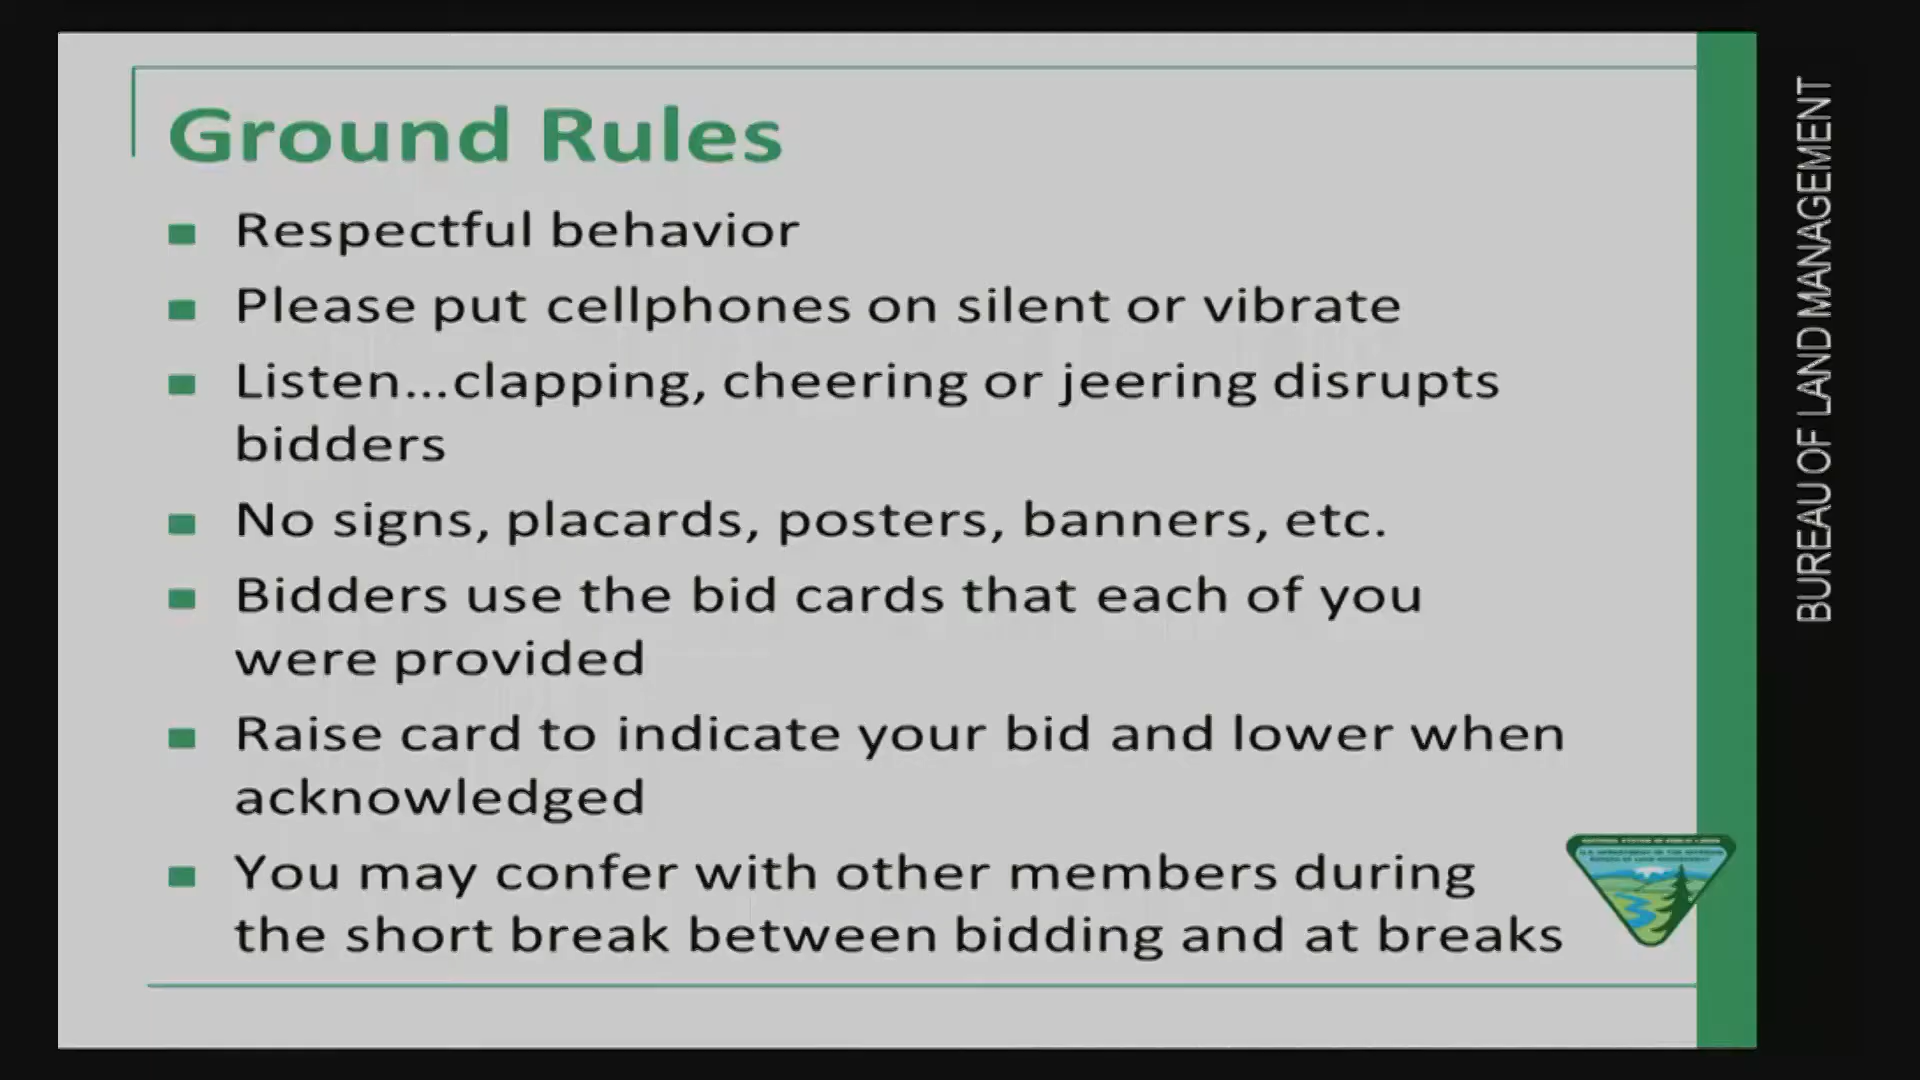 Ground Rules
Respectful behavior
Please put cellphones on silent or vibrate
Listen...clapping, cheering or jeering disrupts
bidders
No signs, placards, posters, banners, etc.
Bidders use the bid cards that each of you
were provided
Raise card to indicate your bid and lower when
acknowledged
You may confer with other members during
the short break between bidding and at breaks
BUREAU OF LAND MANAGEMENT